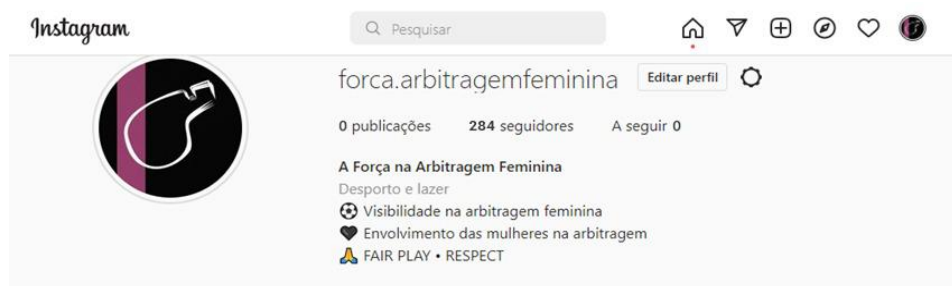 Instagram
Pesquisar
forca.arbitragemfeminina Editar perfil
0 publicações 284 seguidores A seguir 0
A Força na Arbitragem Feminina
Desporto e lazer
⚽ Visibilidade na arbitragem feminina
🖤 Envolvimento das mulheres na arbitragem
🙏 FAIR PLAY • RESPECT